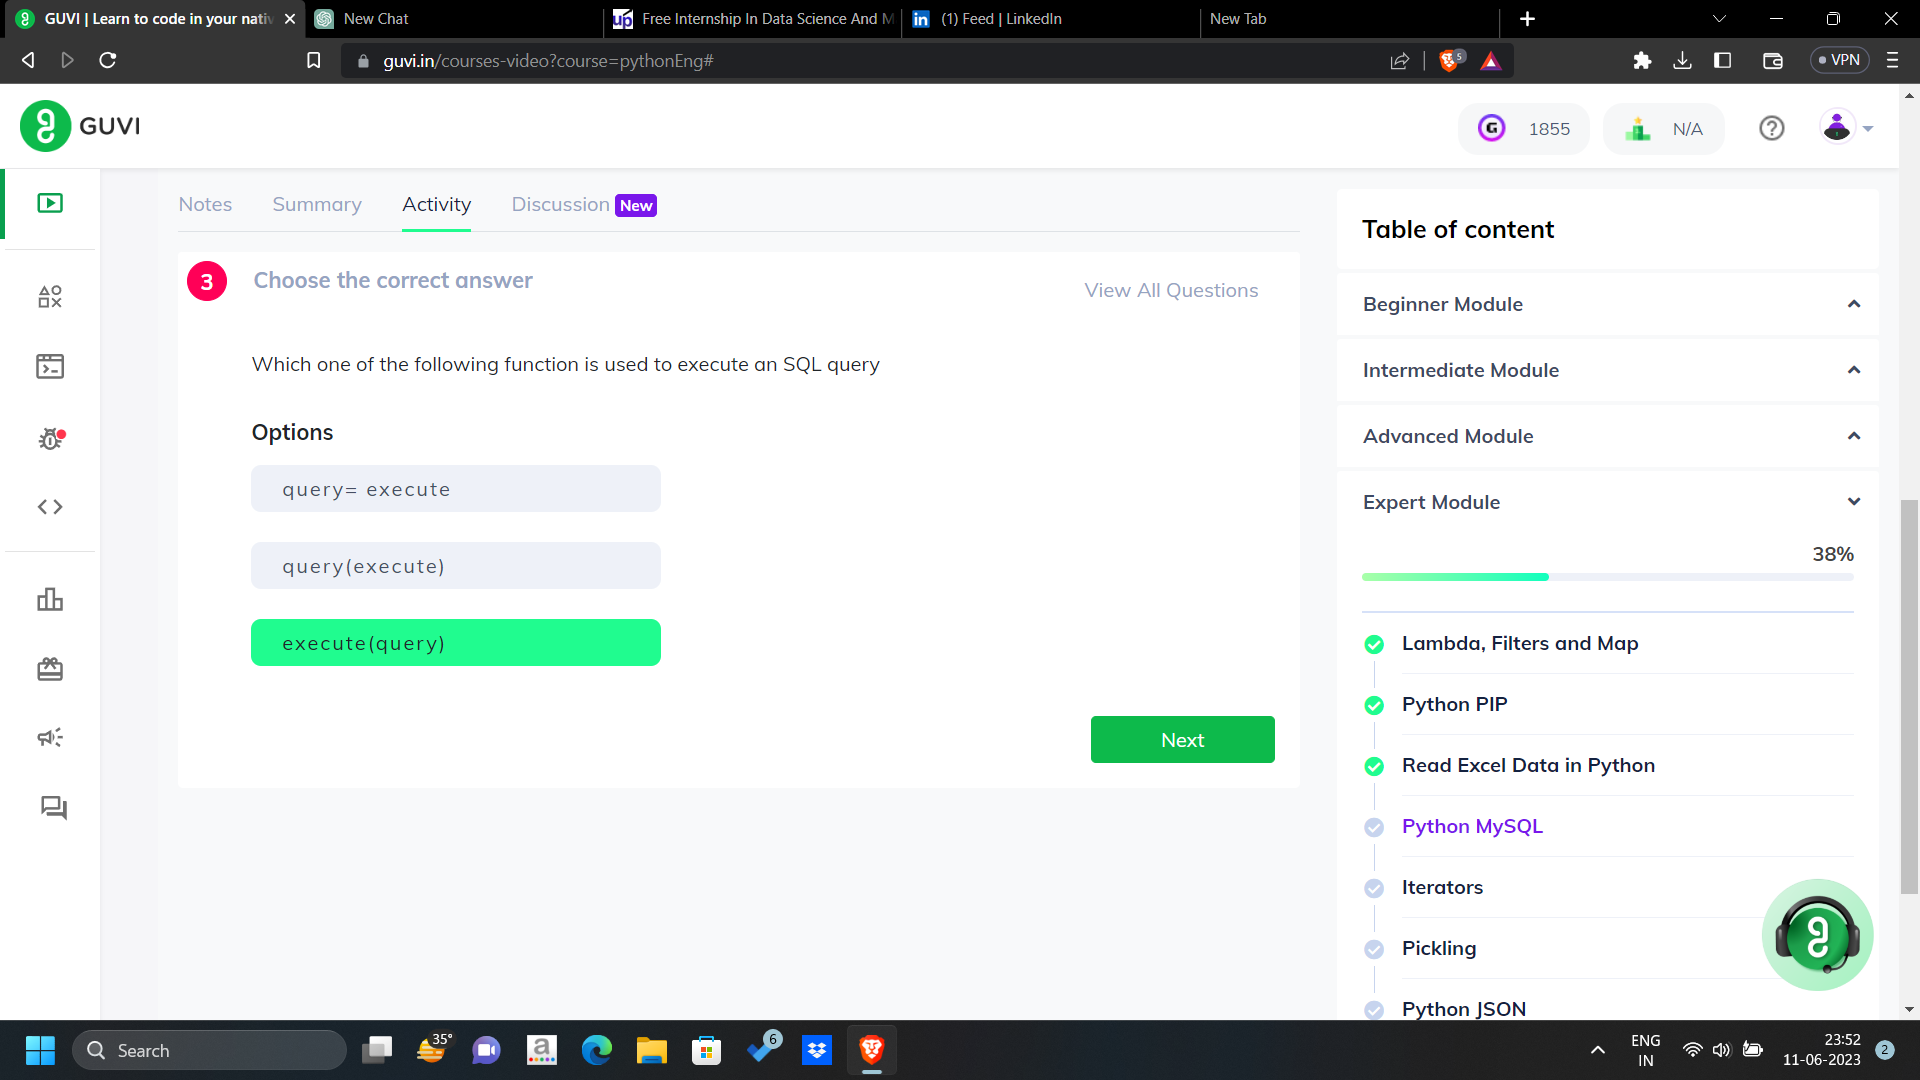 GUVI | Learn to code in your nativ
New Chat
Free Internship In Data Science And M
(1) Feed | LinkedIn
New Tab
guvi.in/courses-video?course=pythonEng#
5
VPN
GUVI
G
1855
N/A
Notes
Summary
Activity
Discussion
New
3
Choose the correct answer
View All Questions
Which one of the following function is used to execute an SQL query
Options
query= execute
query(execute)
execute(query)
Next
Table of content
Beginner Module
Intermediate Module
Advanced Module
Expert Module
38%
Lambda, Filters and Map
Python PIP
Read Excel Data in Python
Python MySQL
Iterators
Pickling
Python JSON
Search
35°
6
ENG
IN
23:52
11-06-2023
2